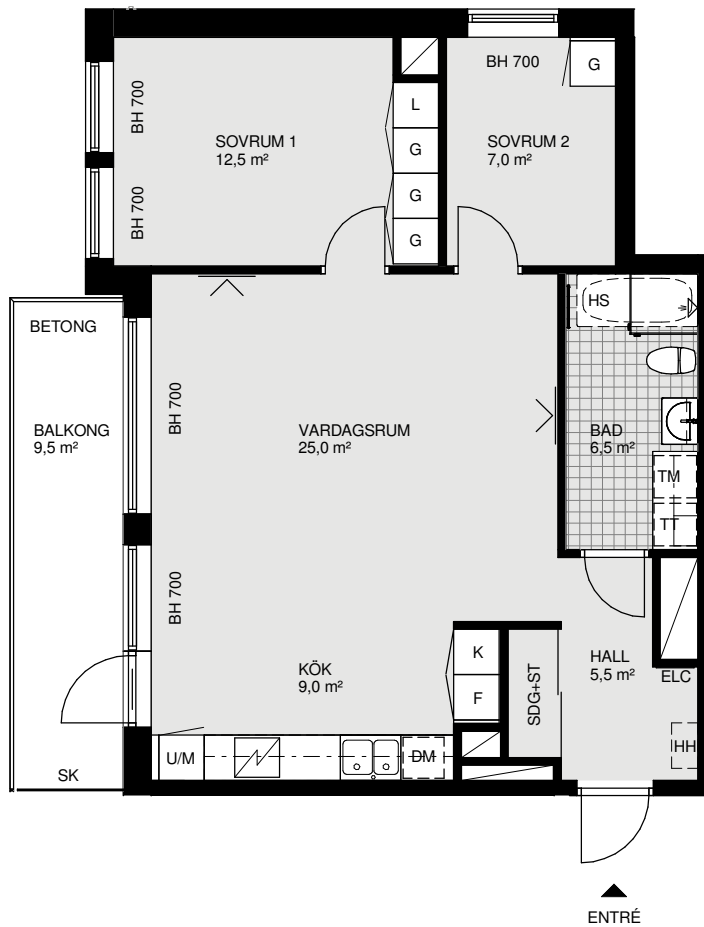 BH 700
G
BH 700
L
SOVRUM 1
12,5 m²
SOVRUM 2
7,0 m²
G
G
BH 700
G
HS
BETONG
BH 700
BALKONG
9,5 m²
VARDAGSRUM
25,0 m²
BAD
6,5 m²
TM
TT
BH 700
K
HALL
5,5 m²
KÖK
9,0 m²
F
SDG+ST
ELC
HH
U/M
DM
SK
ENTRÉ